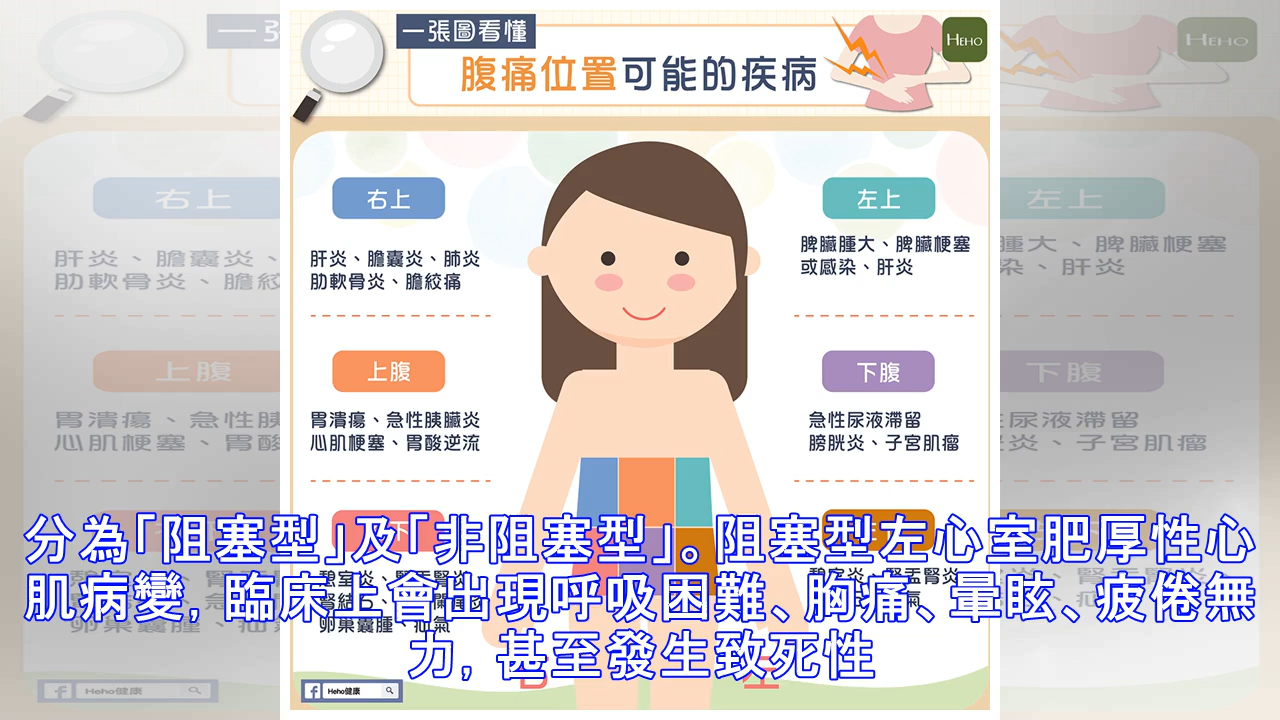 一張圖看懂
腹痛位置可能的疾病
HEHO
右上
肝炎、膽囊炎、肺炎
肋軟骨炎、膽絞痛
左上
脾臟腫大、脾臟梗塞
或感染、肝炎
上腹
胃潰瘍、急性胰臟炎
心肌梗塞、胃酸逆流
下腹
急性尿液滯留
膀胱炎、子宮肌瘤
分為「阻塞型」及「非阻塞型」。阻塞型左心室肥厚性心
肌病變, 臨床上會出現呼吸困難、胸痛、暈眩、疲倦無
力, 甚至發生致死性
卵巢囊腫、疝氣
Heho健康